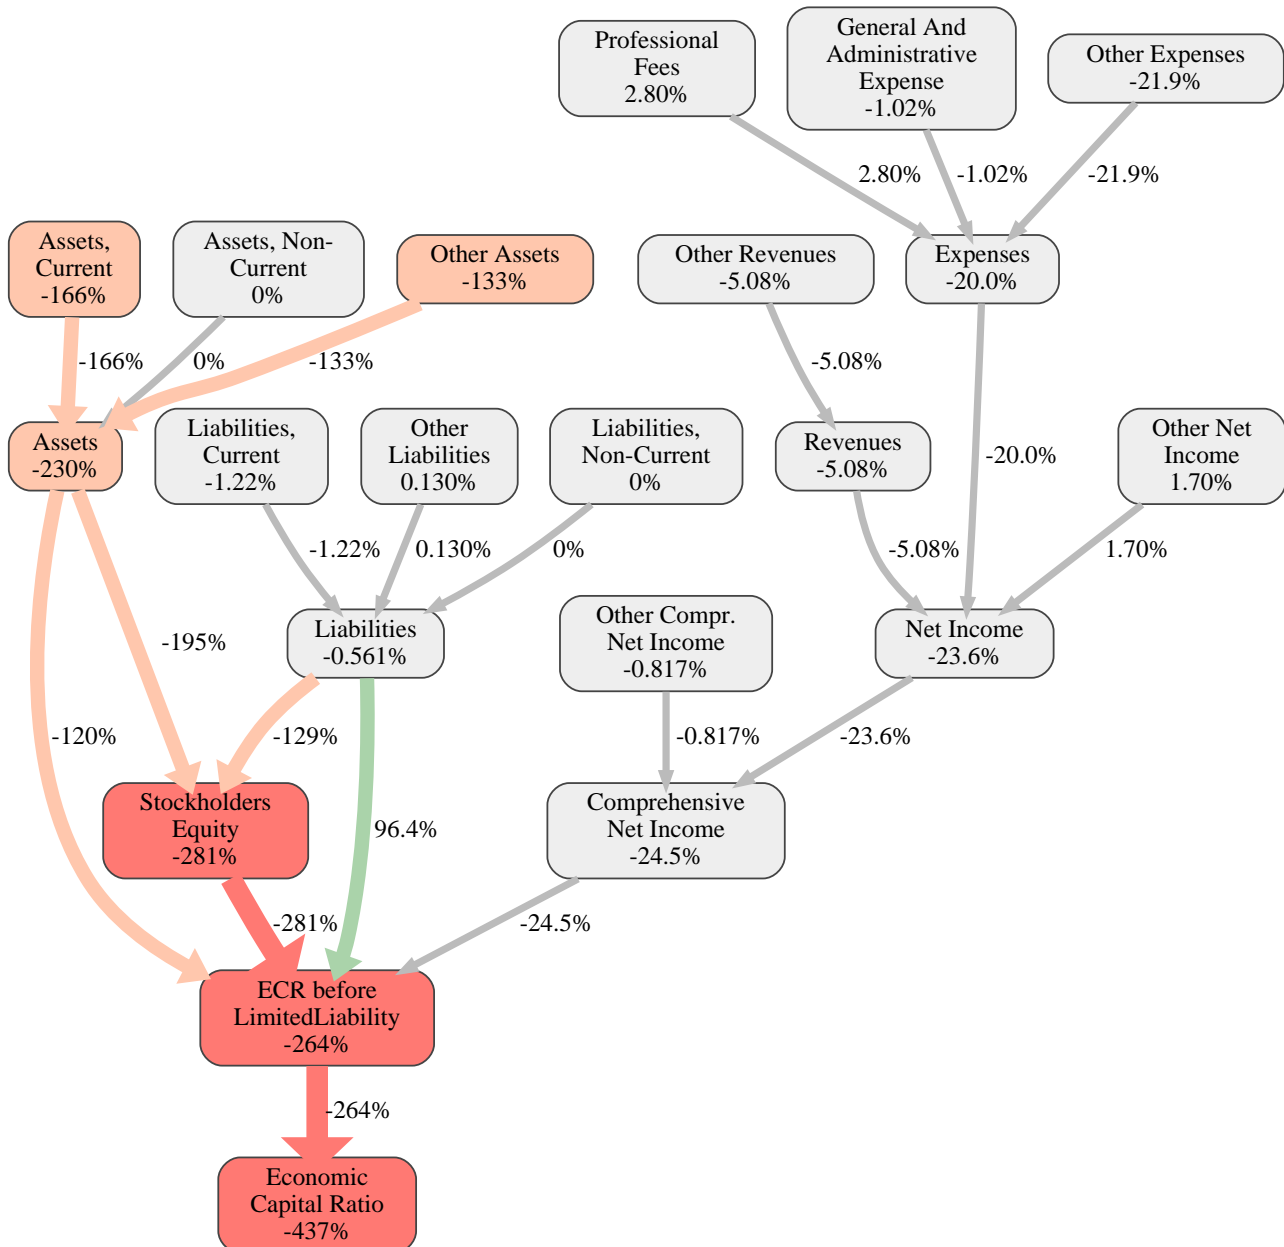 Professional
Fees
2.80%
General And
Administrative
Expense
-1.02%
Other Expenses
-21.9%
2.80%
-1.02%
-21.9%
Assets,
Current
-166%
Assets, Non-
Current
0%
Other Assets
-133%
Other Revenues
-5.08%
Expenses
-20.0%
-166%
0%
-133%
-5.08%
Assets
-230%
Liabilities,
Current
-1.22%
Other
Liabilities
0.130%
Liabilities,
Non-Current
0%
Revenues
-5.08%
-20.0%
Other Net
Income
1.70%
-1.22%
0.130%
0%
-5.08%
1.70%
Liabilities
-0.561%
Other Compr.
Net Income
-0.817%
Net Income
-23.6%
-195%
-120%
-129%
-0.817%
-23.6%
Stockholders
Equity
-281%
96.4%
Comprehensive
Net Income
-24.5%
-281%
-24.5%
ECR before
LimitedLiability
-264%
-264%
Economic
Capital Ratio
-437%